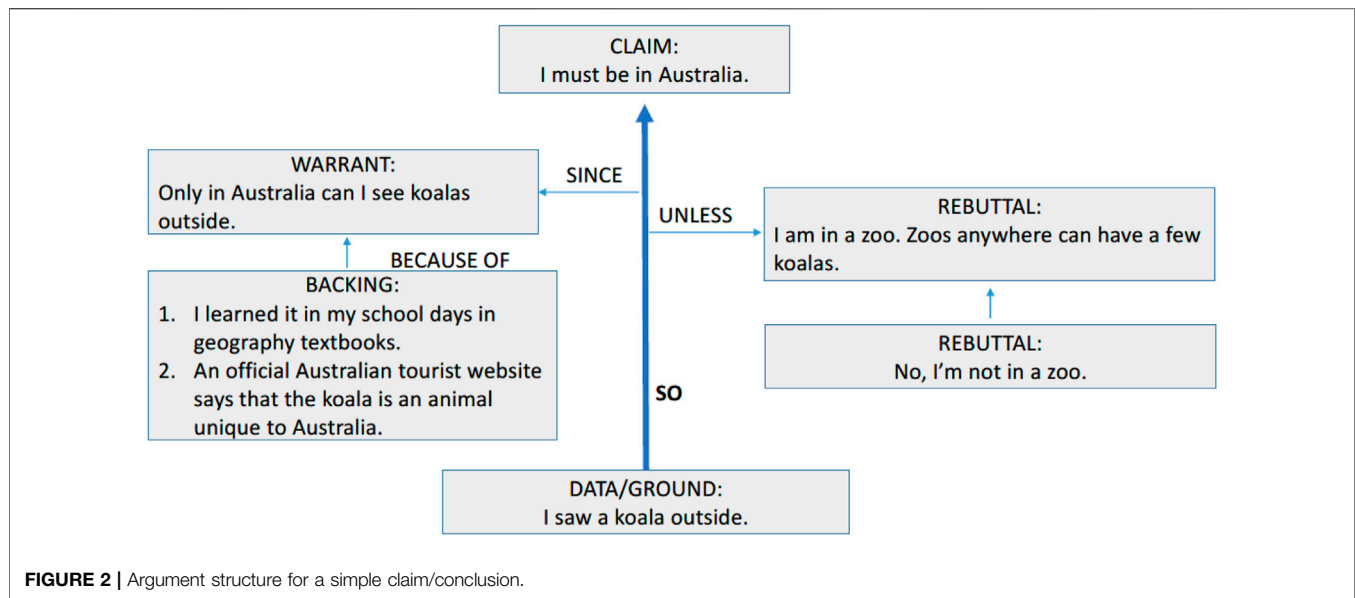 CLAIM:
I must be in Australia.
WARRANT:
Only in Australia can I see koalas
outside.
SINCE
UNLESS
REBUTTAL:
I am in a zoo. Zoos anywhere can have a few
koalas.
BECAUSE OF
BACKING:
1. I learned it in my school days in
geography textbooks.
2. An official Australian tourist website
says that the koala is an animal
unique to Australia.
REBUTTAL:
No, I’m not in a zoo.
SO
DATA/GROUND:
I saw a koala outside.
FIGURE 2 | Argument structure for a simple claim/conclusion.